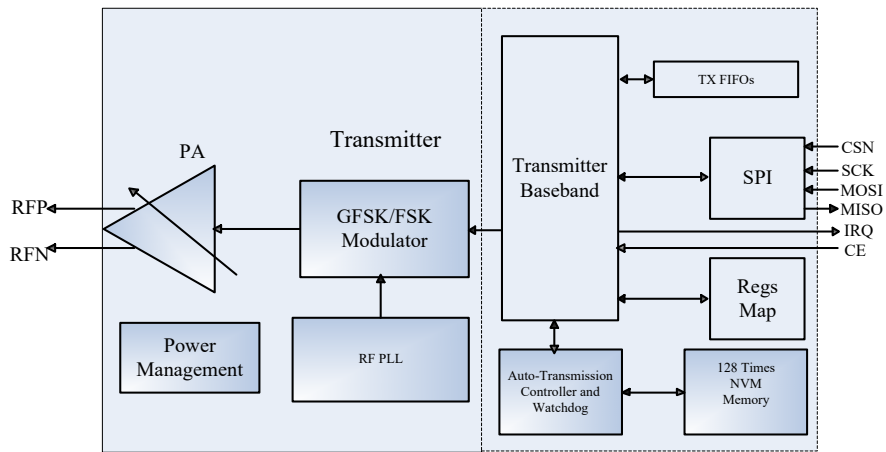 Transmitter
PA
RFP
RFN
GFSK/FSK
Modulator
Power
Management
RF PLL
Transmitter
Baseband
TX FIFOs
SPI
CSN
SCK
MOSI
MISO
IRQ
CE
Regs
Map
Auto-Transmission
Controller and
Watchdog
128 Times
NVM
Memory